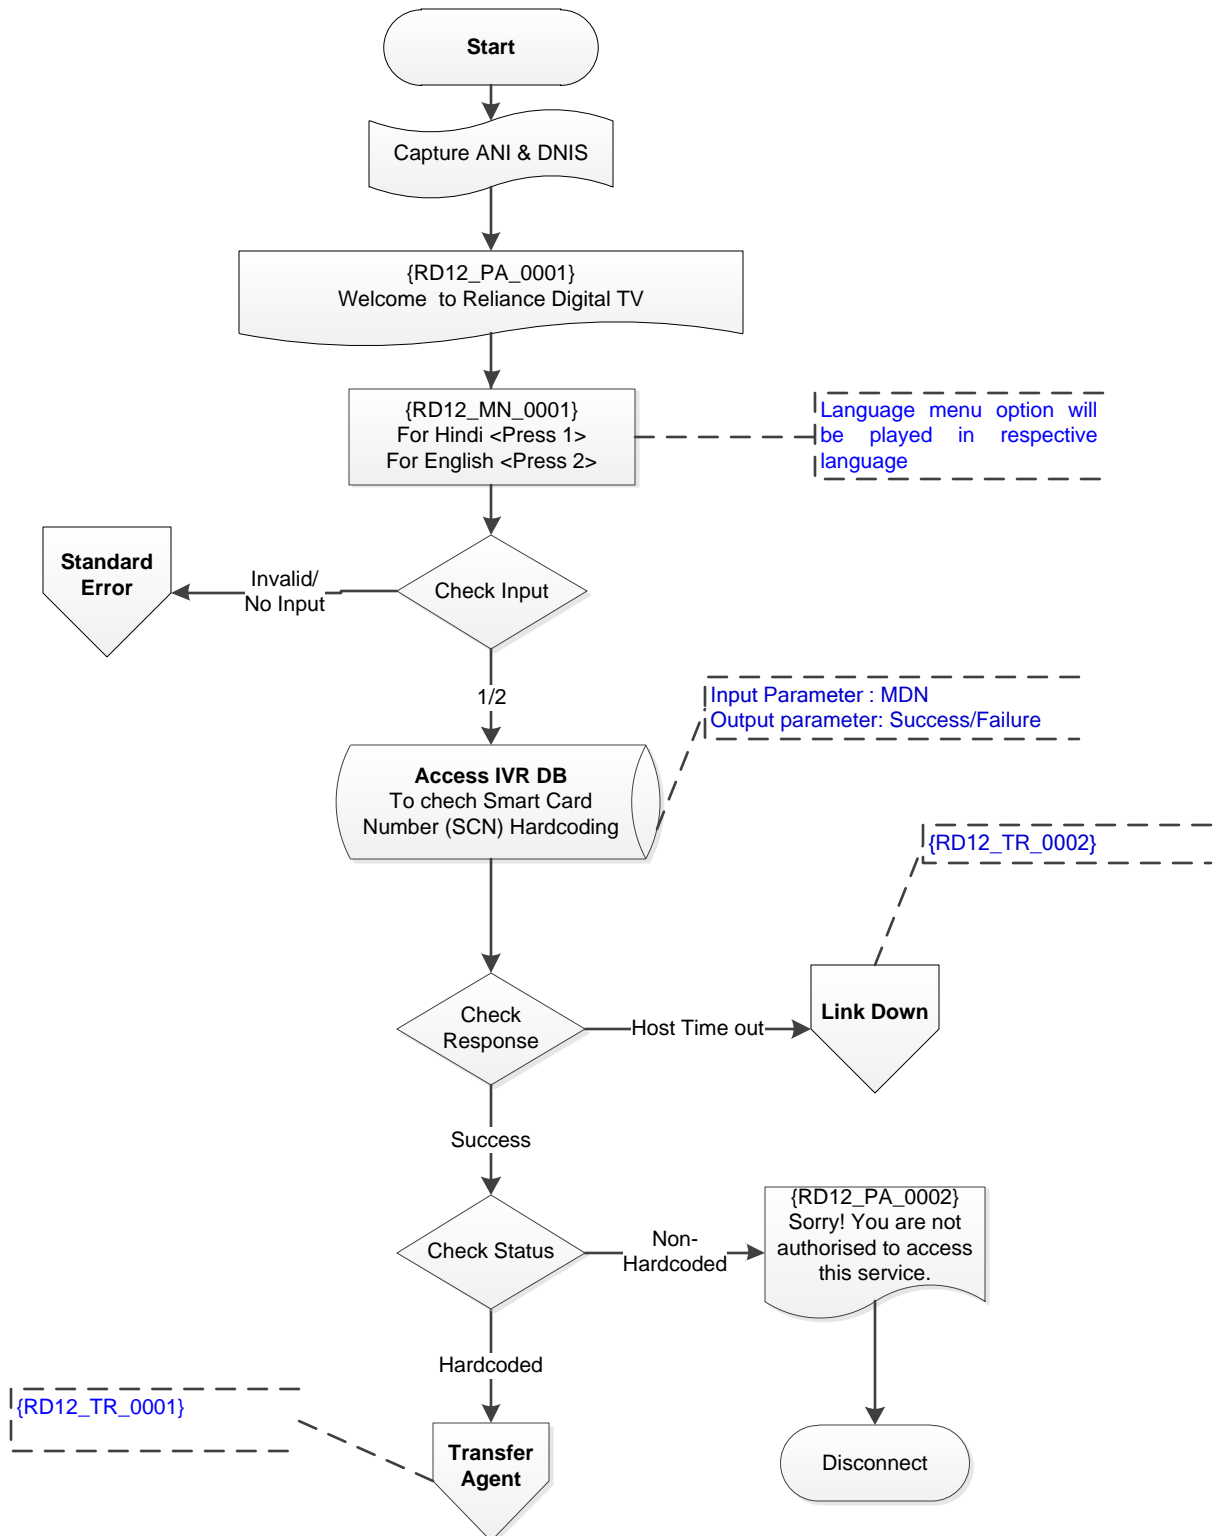 Start
Capture ANI & DNIS
{RD12_PA_0001}
Welcome  to Reliance Digital TV
{RD12_MN_0001}
For Hindi <Press 1>
For English <Press 2>
Language menu option will
be played in respective
language
Standard
Error
Invalid/
No Input
Check Input
1/2
Input Parameter : MDN
Output parameter: Success/Failure
Access IVR DB
To chech Smart Card
Number (SCN) Hardcoding
{RD12_TR_0002}
Check
Response
Host Time out
Link Down
Success
Check Status
Non-
Hardcoded
{RD12_PA_0002}
Sorry! You are not
authorised to access
this service.
Hardcoded
{RD12_TR_0001}
Transfer
Agent
Disconnect